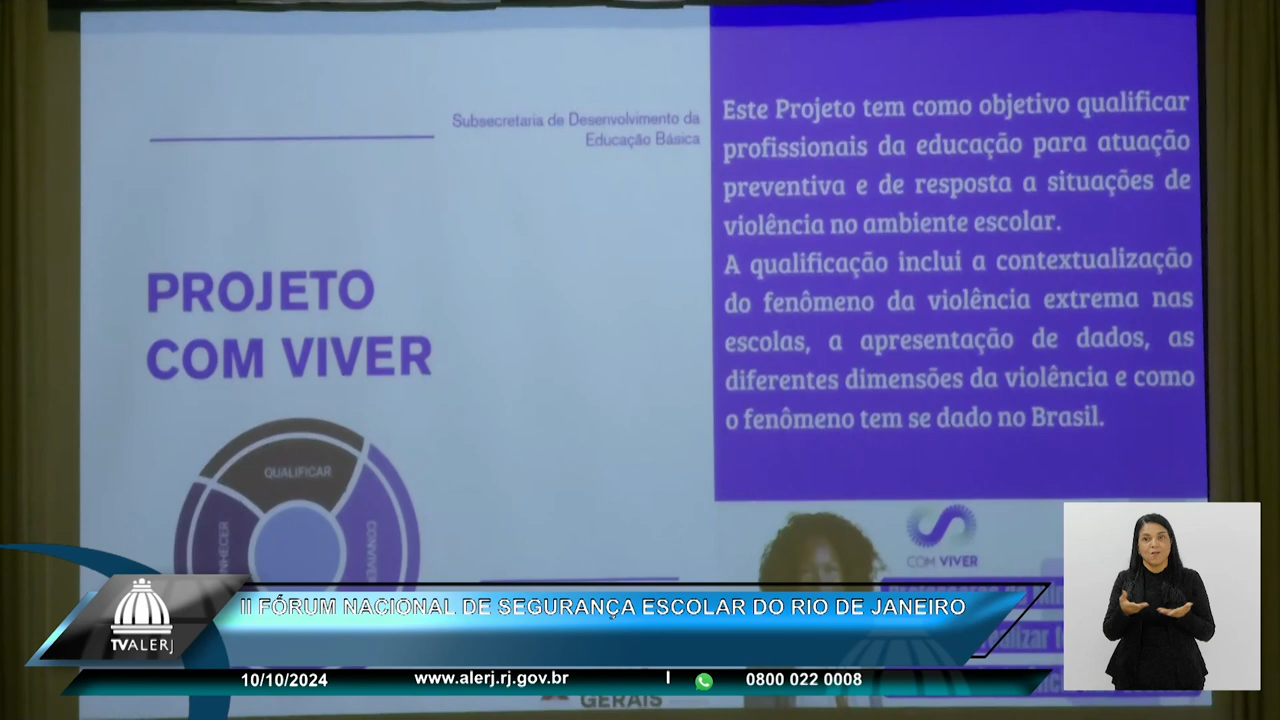 Subsecretaria de Desenvolvimento da
Educação Básica
PROJETO
COM VIVER
QUALIFICAR
Este Projeto tem como objetivo qualificar
profissionais da educação para atuação
preventiva e de resposta a situações de
violência no ambiente escolar.
A qualificação inclui a contextualização
do fenômeno da violência extrema nas
escolas, a apresentação de dados, as
diferentes dimensões da violência e como
o fenômeno tem se dado no Brasil.
COM VIVER
II FÓRUM NACIONAL DE SEGURANÇA ESCOLAR DO RIO DE JANEIRO
TVALERJ
10/10/2024 www.alerj.rj.gov.br | 0800 022 0008
GERAIS